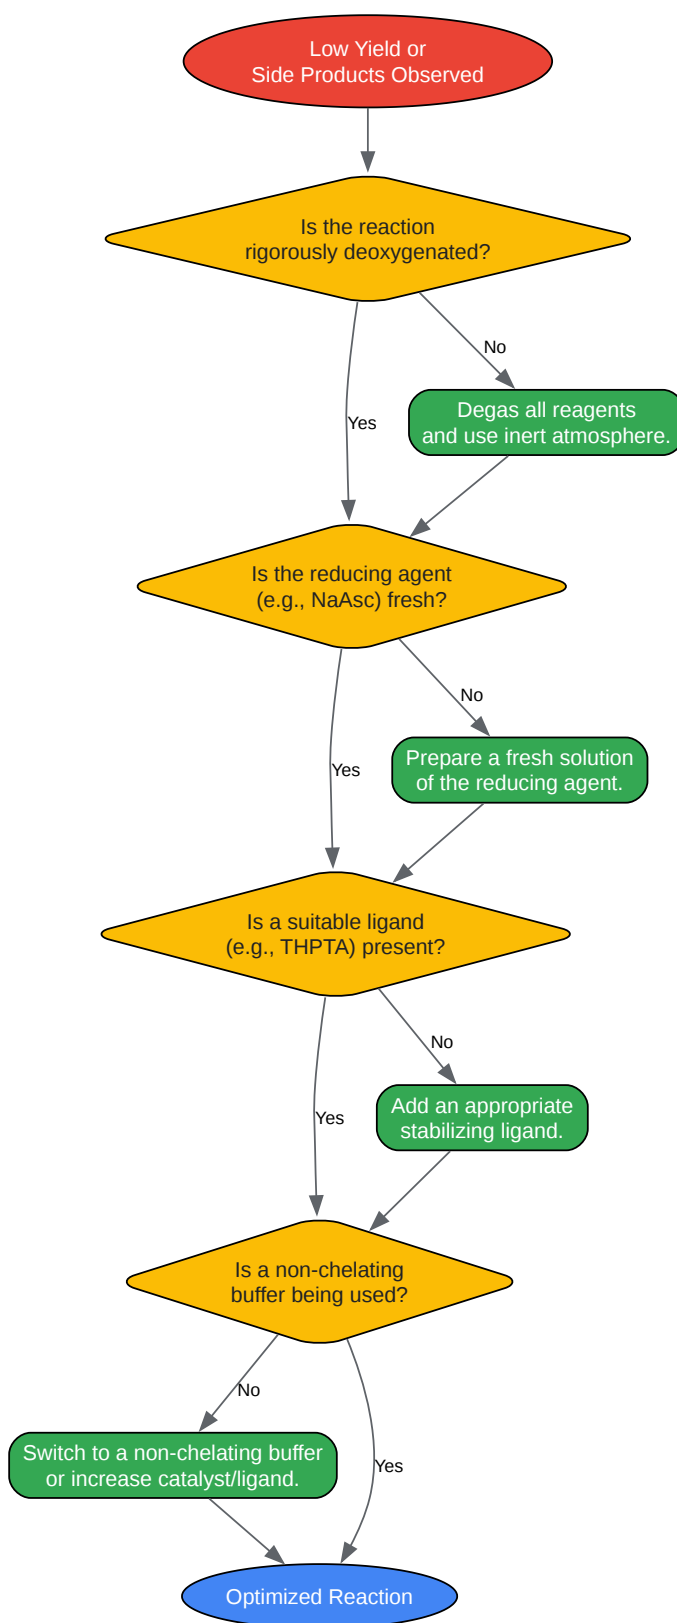 Low Yield or
Side Products Observed
Is the reaction
rigorously deoxygenated?
No
Degas all reagents
and use inert atmosphere.
Yes
Is the reducing agent
(e.g., NaAsc) fresh?
No
Prepare a fresh solution
of the reducing agent.
Yes
Is a suitable ligand
(e.g., THPTA) present?
No
Add an appropriate
stabilizing ligand.
Yes
Is a non-chelating
buffer being used?
No
Switch to a non-chelating buffer
or increase catalyst/ligand.
Yes
Optimized Reaction